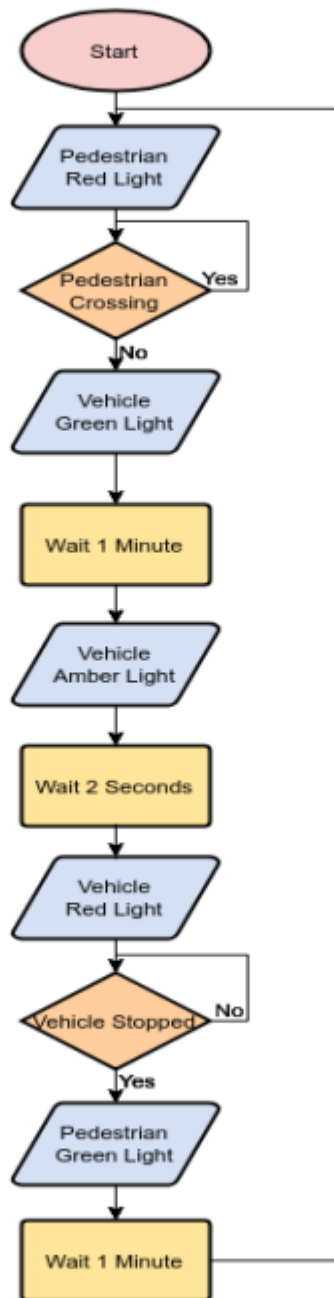 Start
Pedestrian
Red Light
Pedestrian
Crossing
Yes
No
Vehicle
Green Light
Wait 1 Minute
Vehicle
Amber Light
Wait 2 Seconds
Vehicle
Red Light
Vehicle Stopped
No
Yes
Pedestrian
Green Light
Wait 1 Minute